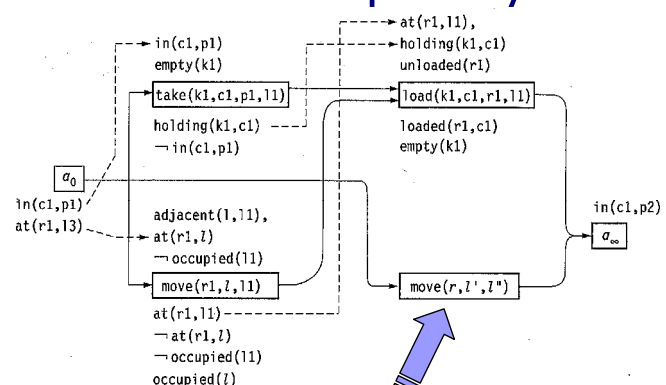 at(r1,l1),
in(c1,p1)
holding(k1,c1)
empty(k1)
unloaded(r1)
take(k1,c1,p1,l1)
load(k1,c1,r1,l1)
holding(k1,c1)
loaded(r1,c1)
¬ in(c1,p1)
empty(k1)
a₀
in(c1,p1)
at(r1,l3)
in(c1,p2)
a∞
adjacent(l,l1),
at(r1,l)
¬ occupied(l1)
move(r1,l,l1)
move(r,l',l")
at(r1,l1)
¬ at(r1,l)
¬ occupied(l1)
occupied(l)